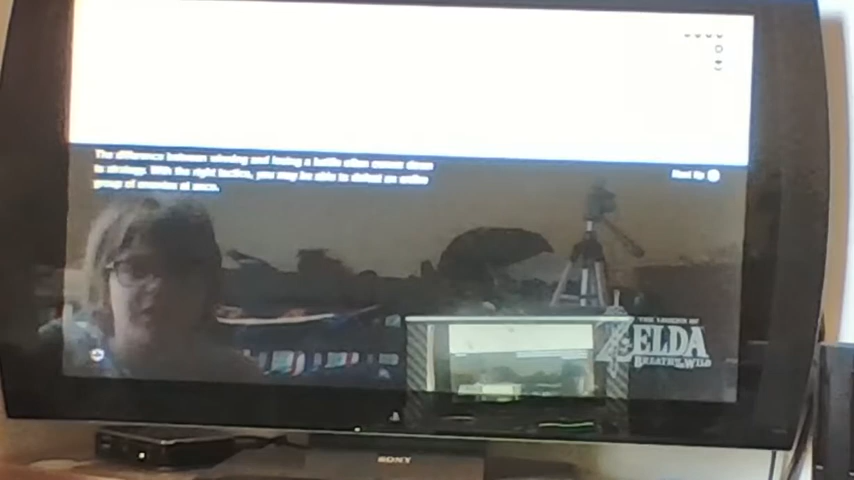 The difference between winning and losing a battle often comes down
to strategy. With the right tactics, you may be able to defeat an entire
group of enemies at once.
THE LEGEND OF
ZELDA
BREATH OF THE WILD
SONY